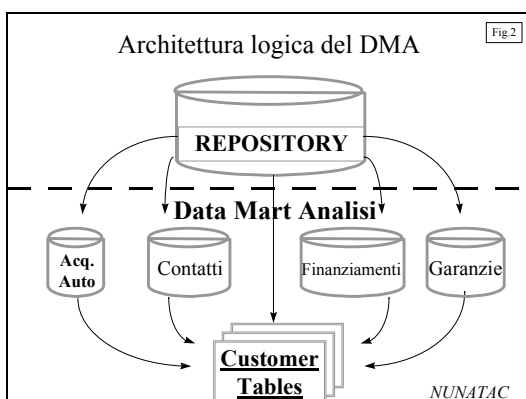 Architettura logica del DMA
Fig.2
REPOSITORY
Data Mart Analisi
Acq.
Auto
Contatti
Finanziamenti
Garanzie
Customer
Tables
NUNATAC